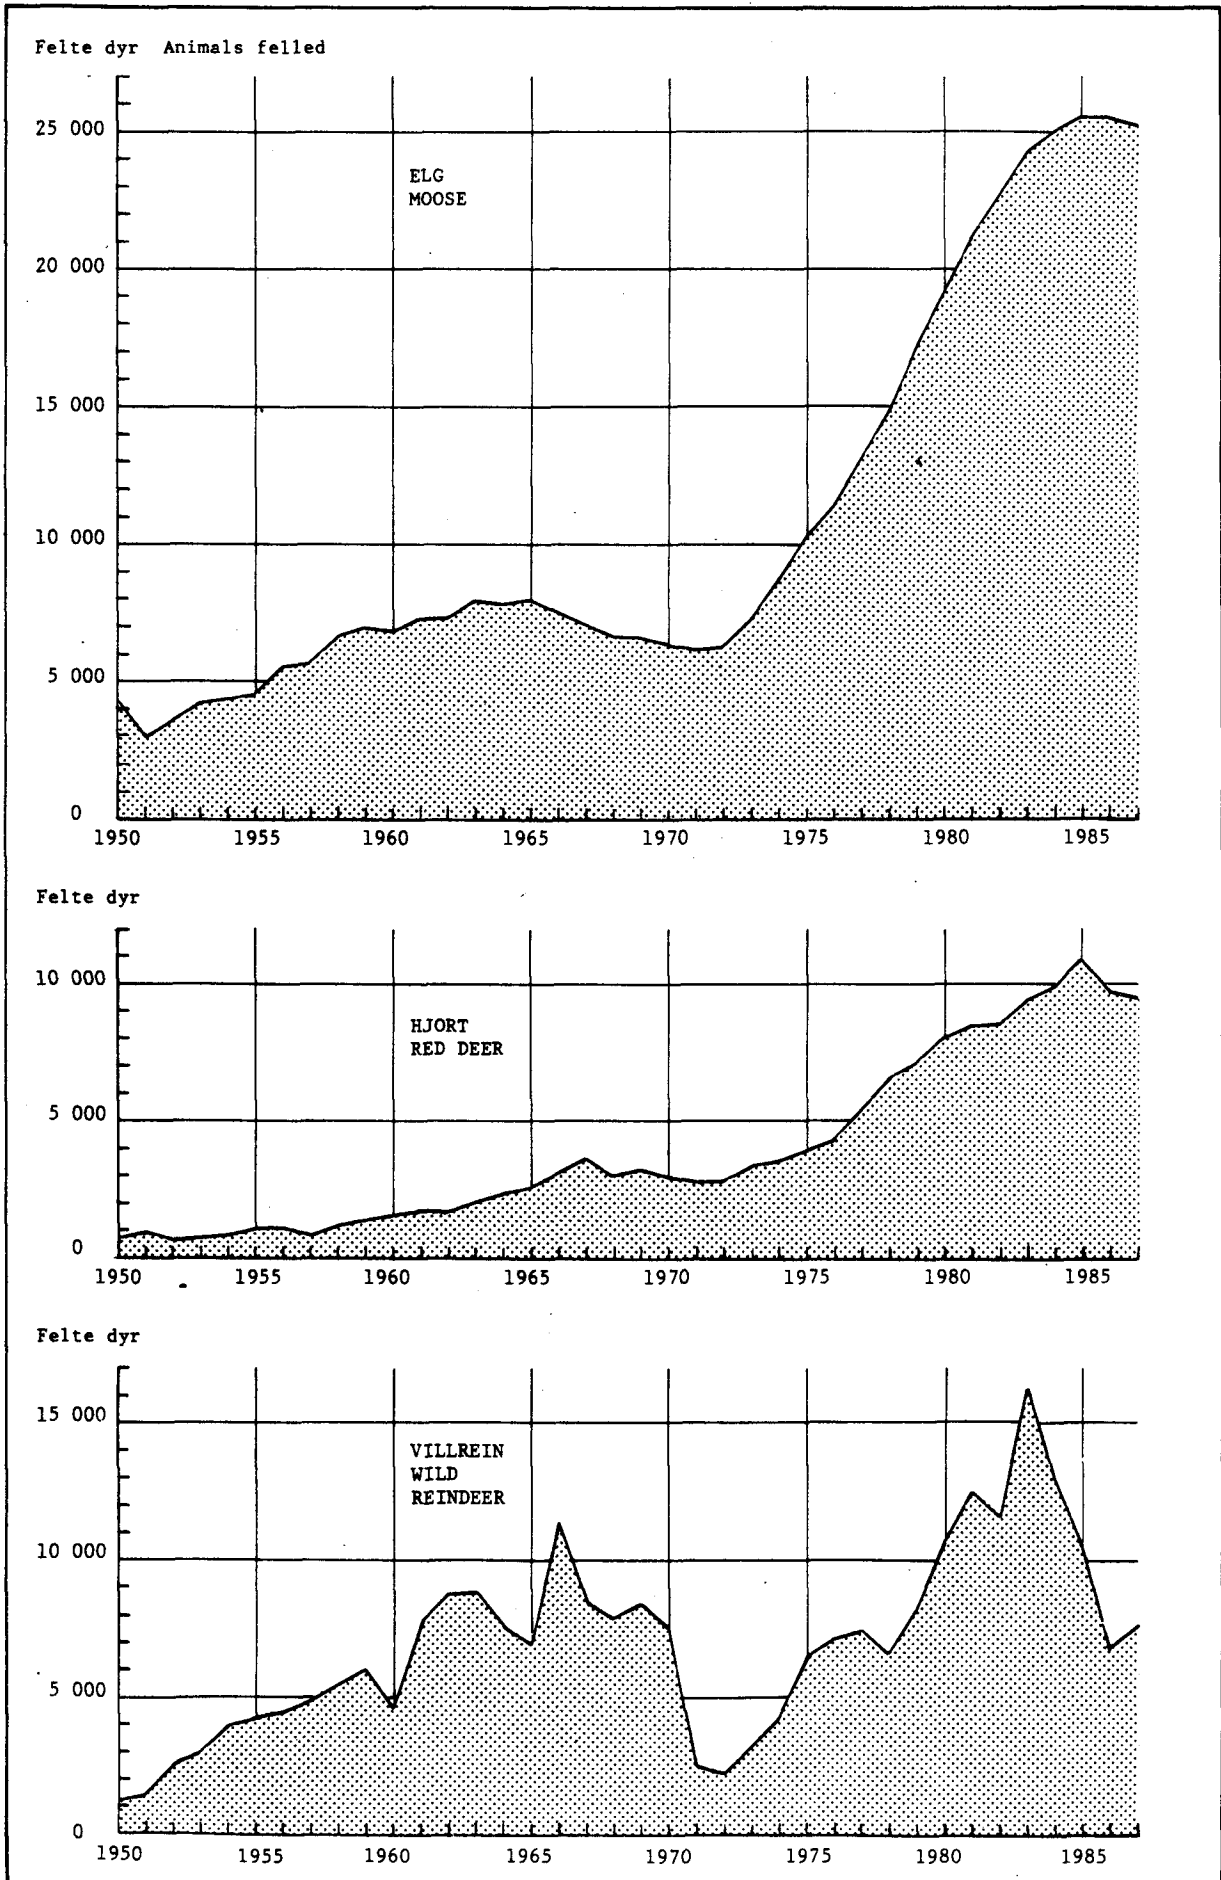 Felte dyr Animals felled
25 000
ELG
MOOSE
20 000
15 000
10 000
5 000
0
1950 1955 1960 1965 1970 1975 1980 1985
Felte dyr
10 000
HJORT
RED DEER
5 000
0
1950 1955 1960 1965 1970 1975 1980 1985
Felte dyr
15 000
VILLREIN
WILD
REINDEER
10 000
5 000
0
1950 1955 1960 1965 1970 1975 1980 1985